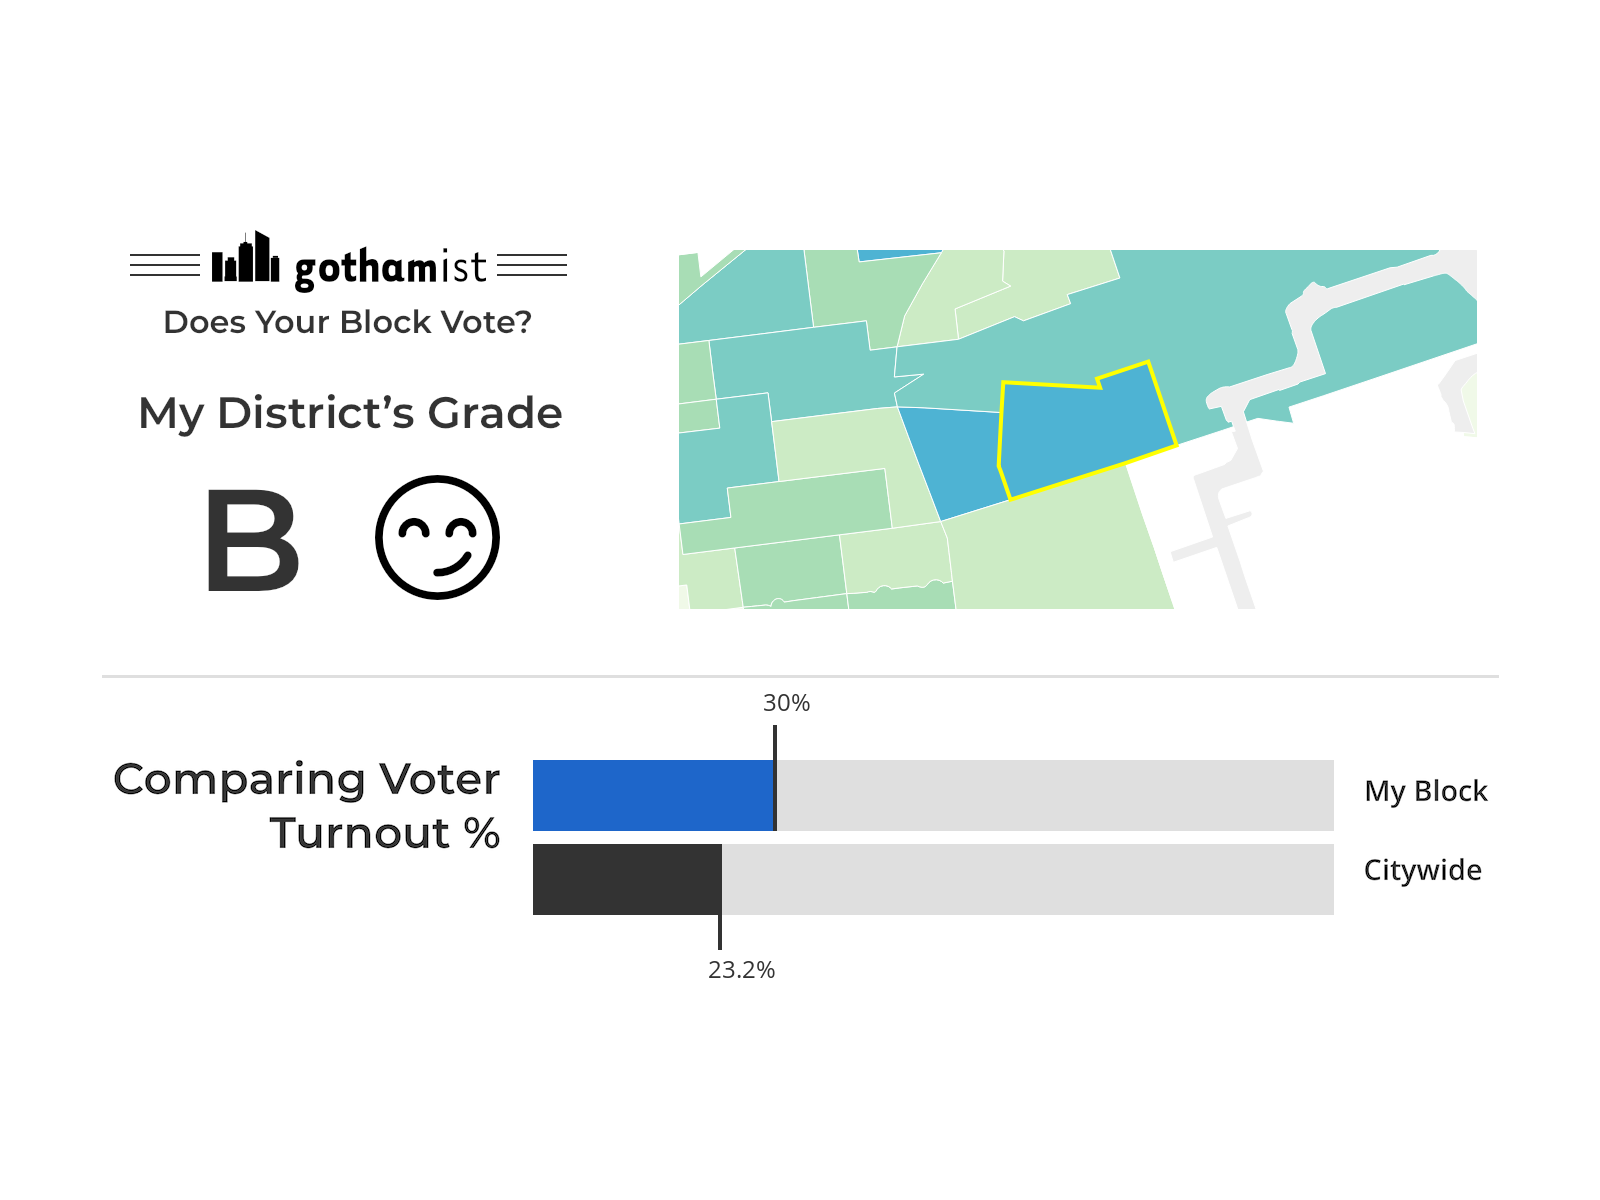 gothamist
Does Your Block Vote?
My District’s Grade
B
30%
Comparing Voter
Turnout %
My Block
Citywide
23.2%